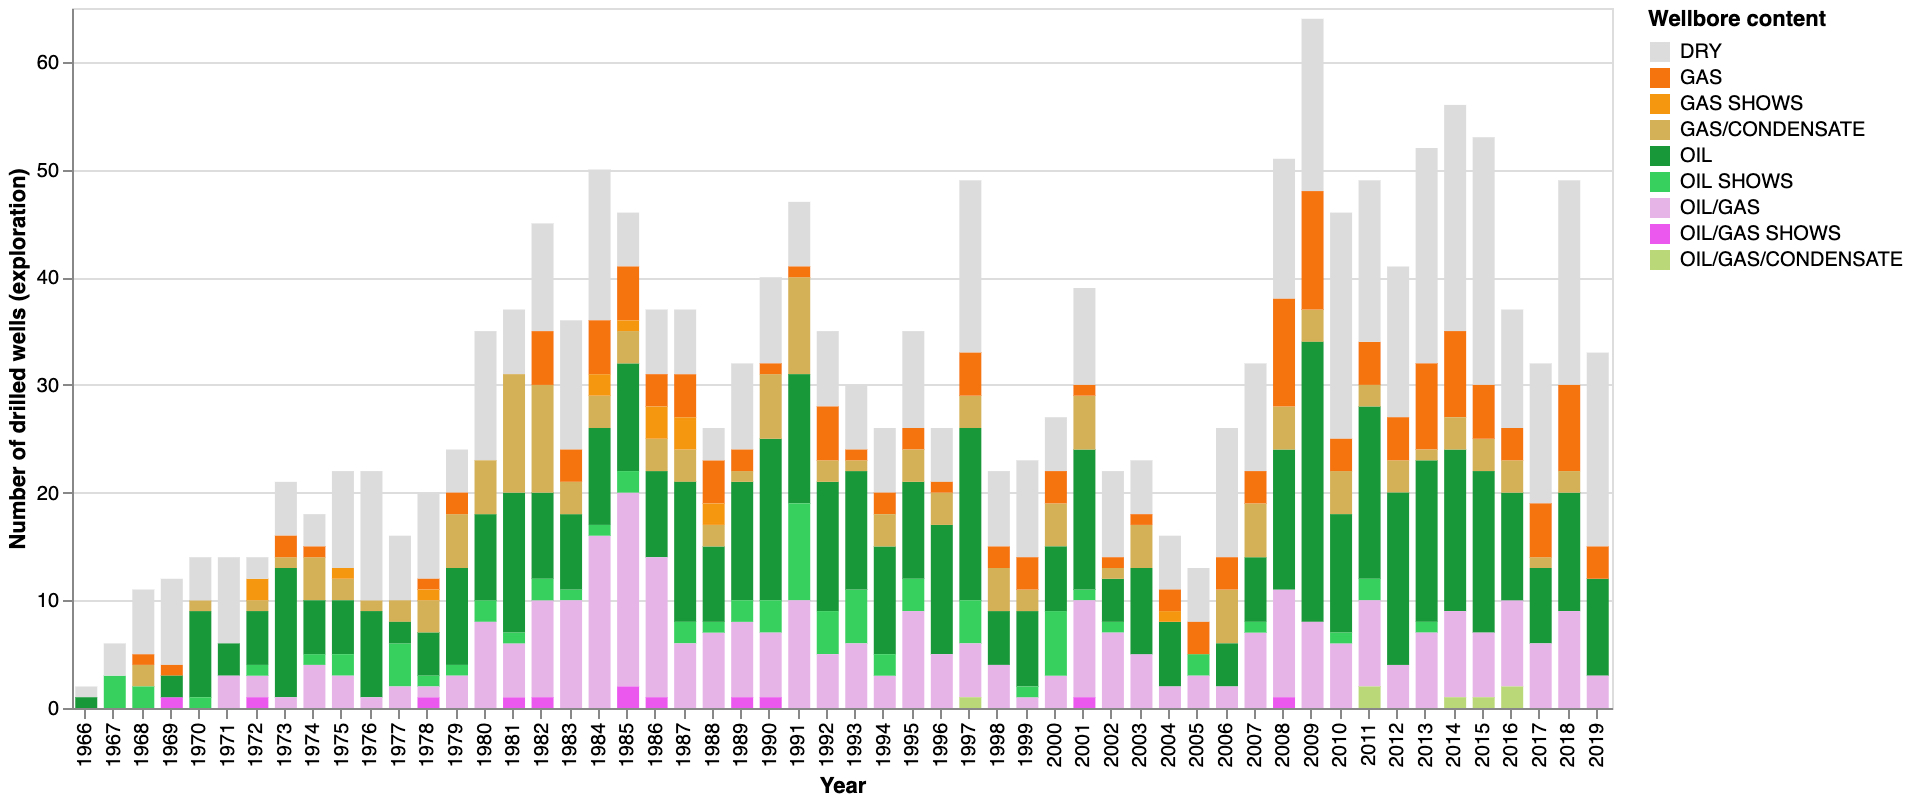 Wellbore content
DRY
GAS
GAS SHOWS
GAS/CONDENSATE
OIL
OIL SHOWS
OIL/GAS
OIL/GAS SHOWS
OIL/GAS/CONDENSATE
Number of drilled wells (exploration)
60
50
40
30
20
10
0
1966 1967 1968 1969 1970 1971 1972 1973 1974 1975 1976 1977 1978 1979 1980 1981 1982 1983 1984 1985 1986 1987 1988 1989 1990 1991 1992 1993 1994 1995 1996 1997 1998 1999 2000 2001 2002 2003 2004 2005 2006 2007 2008 2009 2010 2011 2012 2013 2014 2015 2016 2017 2018 2019
Year